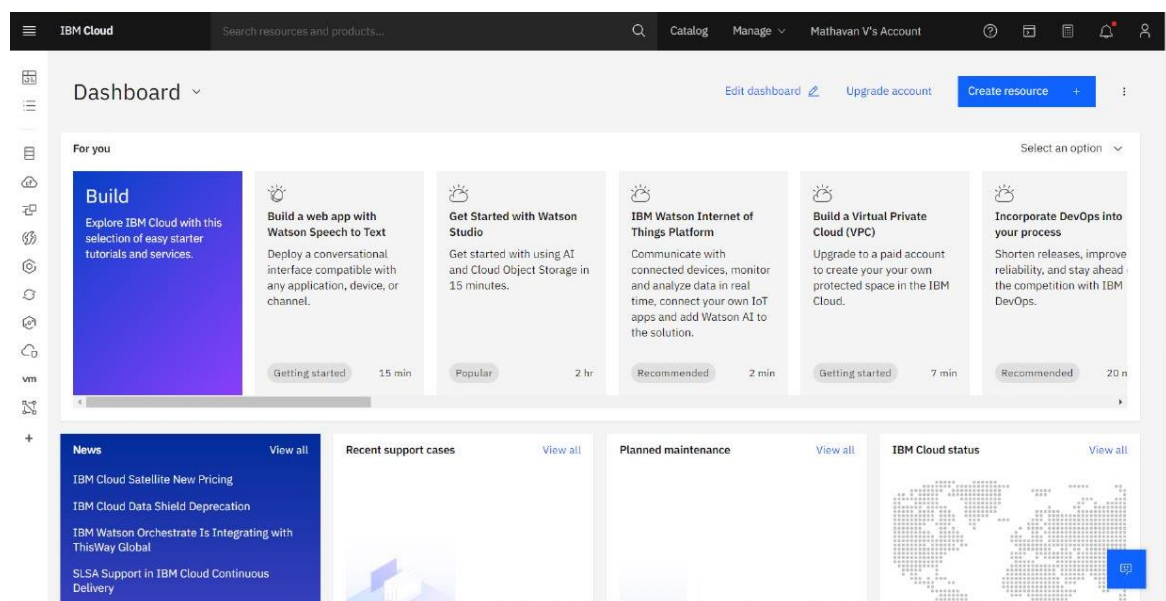 IBM Cloud
Search resources and products...
Catalog
Manage
Mathavan V's Account
Dashboard
Edit dashboard
Upgrade account
Create resource +
For you
Select an option
Build
Explore IBM Cloud with this
selection of easy starter
tutorials and services.
Build a web app with
Watson Speech to Text
Deploy a conversational
interface compatible with
any application, device, or
channel.
Getting started 15 min
Get Started with Watson
Studio
Get started with using AI
and Cloud Object Storage in
15 minutes.
Popular 2 hr
IBM Watson Internet of
Things Platform
Communicate with
connected devices, monitor
and analyze data in real
time, connect your own IoT
apps and add Watson AI to
the solution.
Recommended 2 min
Build a Virtual Private
Cloud (VPC)
Upgrade to a paid account
to create your your own
protected space in the IBM
Cloud.
Getting started 7 min
Incorporate DevOps into
your process
Shorten releases, improve
reliability, and stay ahead
the competition with IBM
DevOps.
Recommended 20 n
vm
News View all
IBM Cloud Satellite New Pricing
IBM Cloud Data Shield Deprecation
IBM Watson Orchestrate Is Integrating with
ThisWay Global
SLSA Support in IBM Cloud Continuous
Delivery
Recent support cases View all
Planned maintenance View all
IBM Cloud status View all